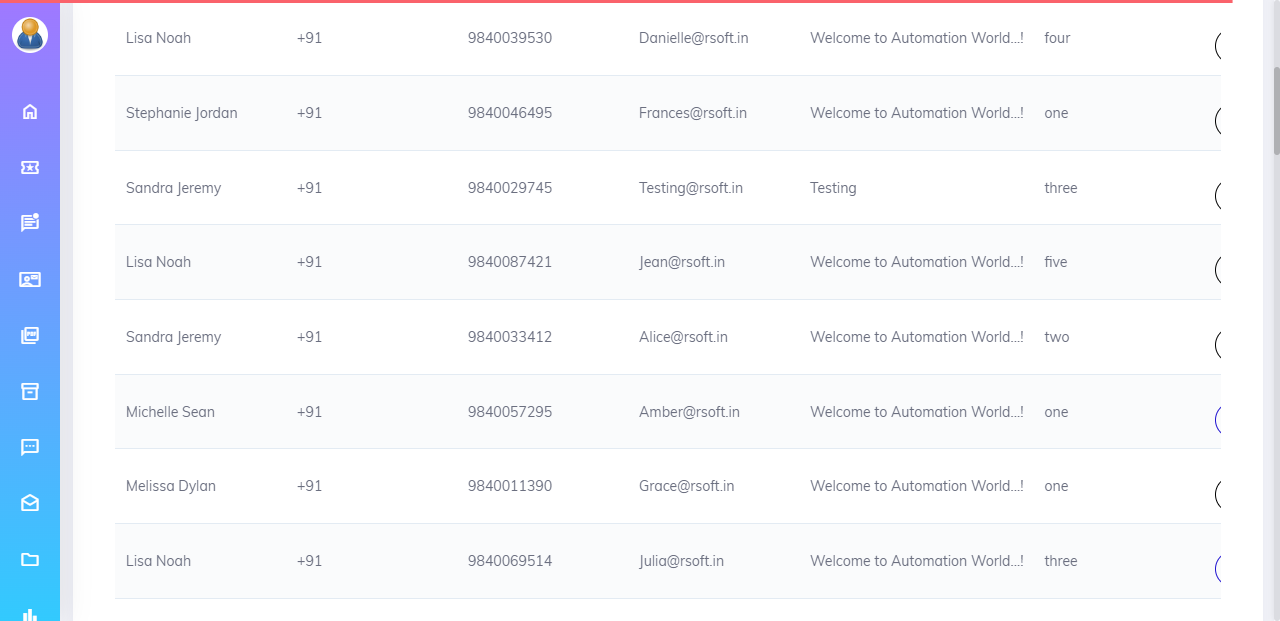 Lisa Noah +91 9840039530 Danielle@rsoft.in Welcome to Automation World...! four
Stephanie Jordan +91 9840046495 Frances@rsoft.in Welcome to Automation World...! one
Sandra Jeremy +91 9840029745 Testing@rsoft.in Testing three
Lisa Noah +91 9840087421 Jean@rsoft.in Welcome to Automation World...! five
Sandra Jeremy +91 9840033412 Alice@rsoft.in Welcome to Automation World...! two
Michelle Sean +91 9840057295 Amber@rsoft.in Welcome to Automation World...! one
Melissa Dylan +91 9840011390 Grace@rsoft.in Welcome to Automation World...! one
Lisa Noah +91 9840069514 Julia@rsoft.in Welcome to Automation World...! three